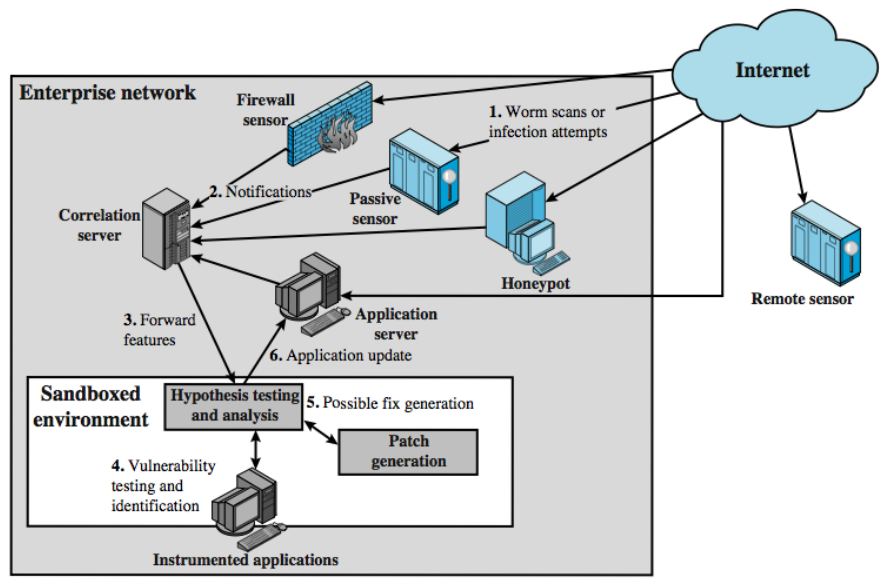 Internet
Enterprise network
Firewall
sensor
1. Worm scans or
infection attempts
2. Notifications
Passive
sensor
Correlation
server
Honeypot
Remote sensor
Application
server
3. Forward
features
6. Application update
Sandboxed
environment
Hypothesis testing
and analysis
5. Possible fix generation
Patch
generation
4. Vulnerability
testing and
identification
Instrumented applications